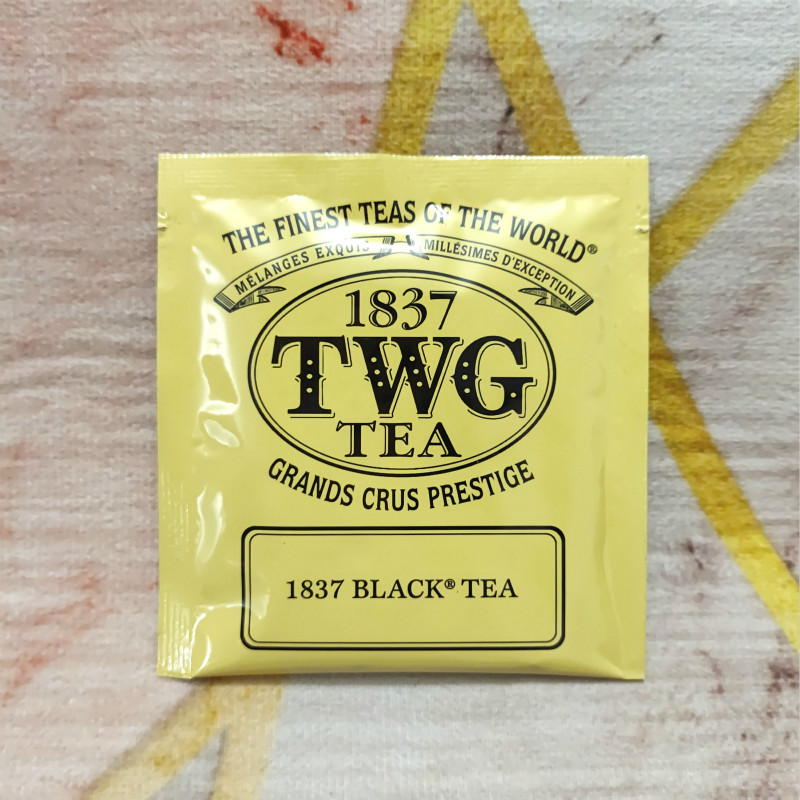 THE FINEST TEAS OF THE WORLD®
MÉLANGES EXQUIS MILLÉSIMES D'EXCEPTION
1837
TWG
TEA
GRANDS CRUS PRESTIGE
1837 BLACK® TEA